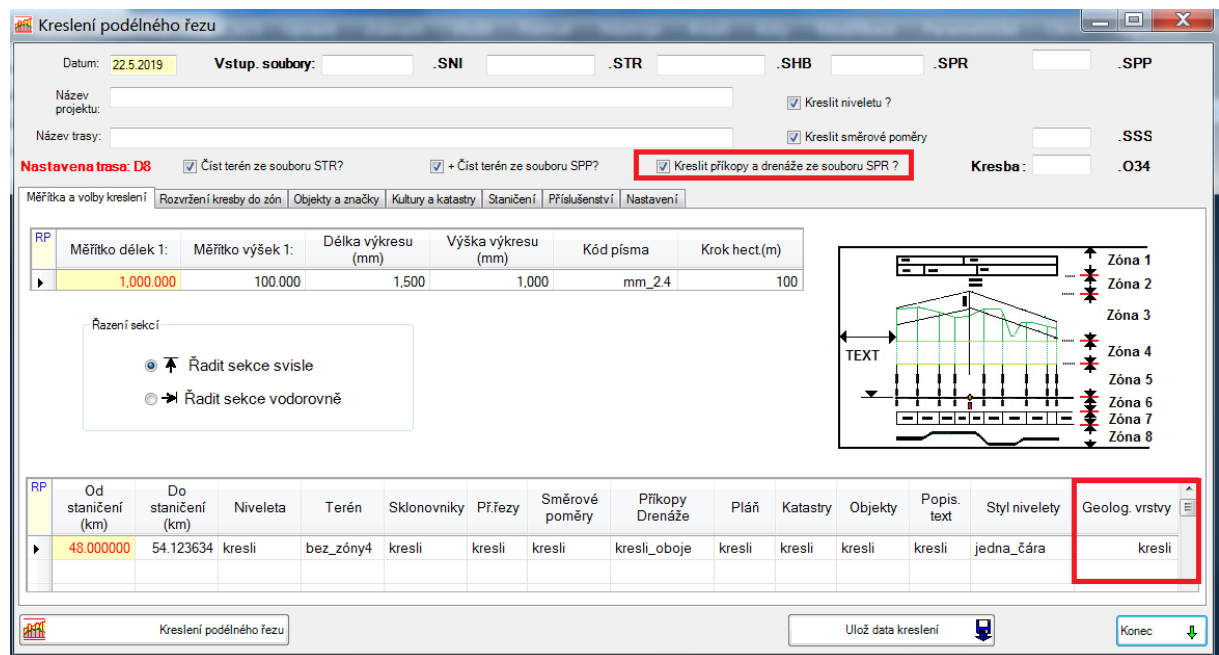 Kreslení podélného řezu
Datum: 22.5.2019 Vstup. soubory: .SNI .STR .SHB .SPR .SPP
Název projektu: Kreslit niveletu ?
Název trasy: Kreslit směrové poměry .SSS
Nastavena trasa: D8 Číst terén ze souboru STR? + Číst terén ze souboru SPP? Kreslit příkopy a drenáže ze souboru SPR ? Kresba : .O34
Měřítka a volby kreslení Rozvržení kresby do zón Objekty a značky Kultury a katastry Staničení Příslušenství Nastavení
RP Měřítko délek 1: Měřítko výšek 1: Délka výkresu (mm) Výška výkresu (mm) Kód písma Krok hect.(m)
1,000.000 100.000 1,500 1,000 mm_2.4 100
Řazení sekcí
Řadit sekce svisle
Řadit sekce vodorovně
TEXT
Zóna 1
Zóna 2
Zóna 3
Zóna 4
Zóna 5
Zóna 6
Zóna 7
Zóna 8
RP Od staničení (km) Do staničení (km) Niveleta Terén Sklonovniky Př.řezy Směrové poměry Příkopy Drenáže Pláň Katastry Objekty Popis. text Styl nivelety Geolog. vrstvy
48.000000 54.123634 kresli bez_zóny4 kresli kresli kresli kresli_oboje kresli kresli kresli kresli jedna_čára kresli
Kreslení podélného řezu Ulož data kreslení Konec